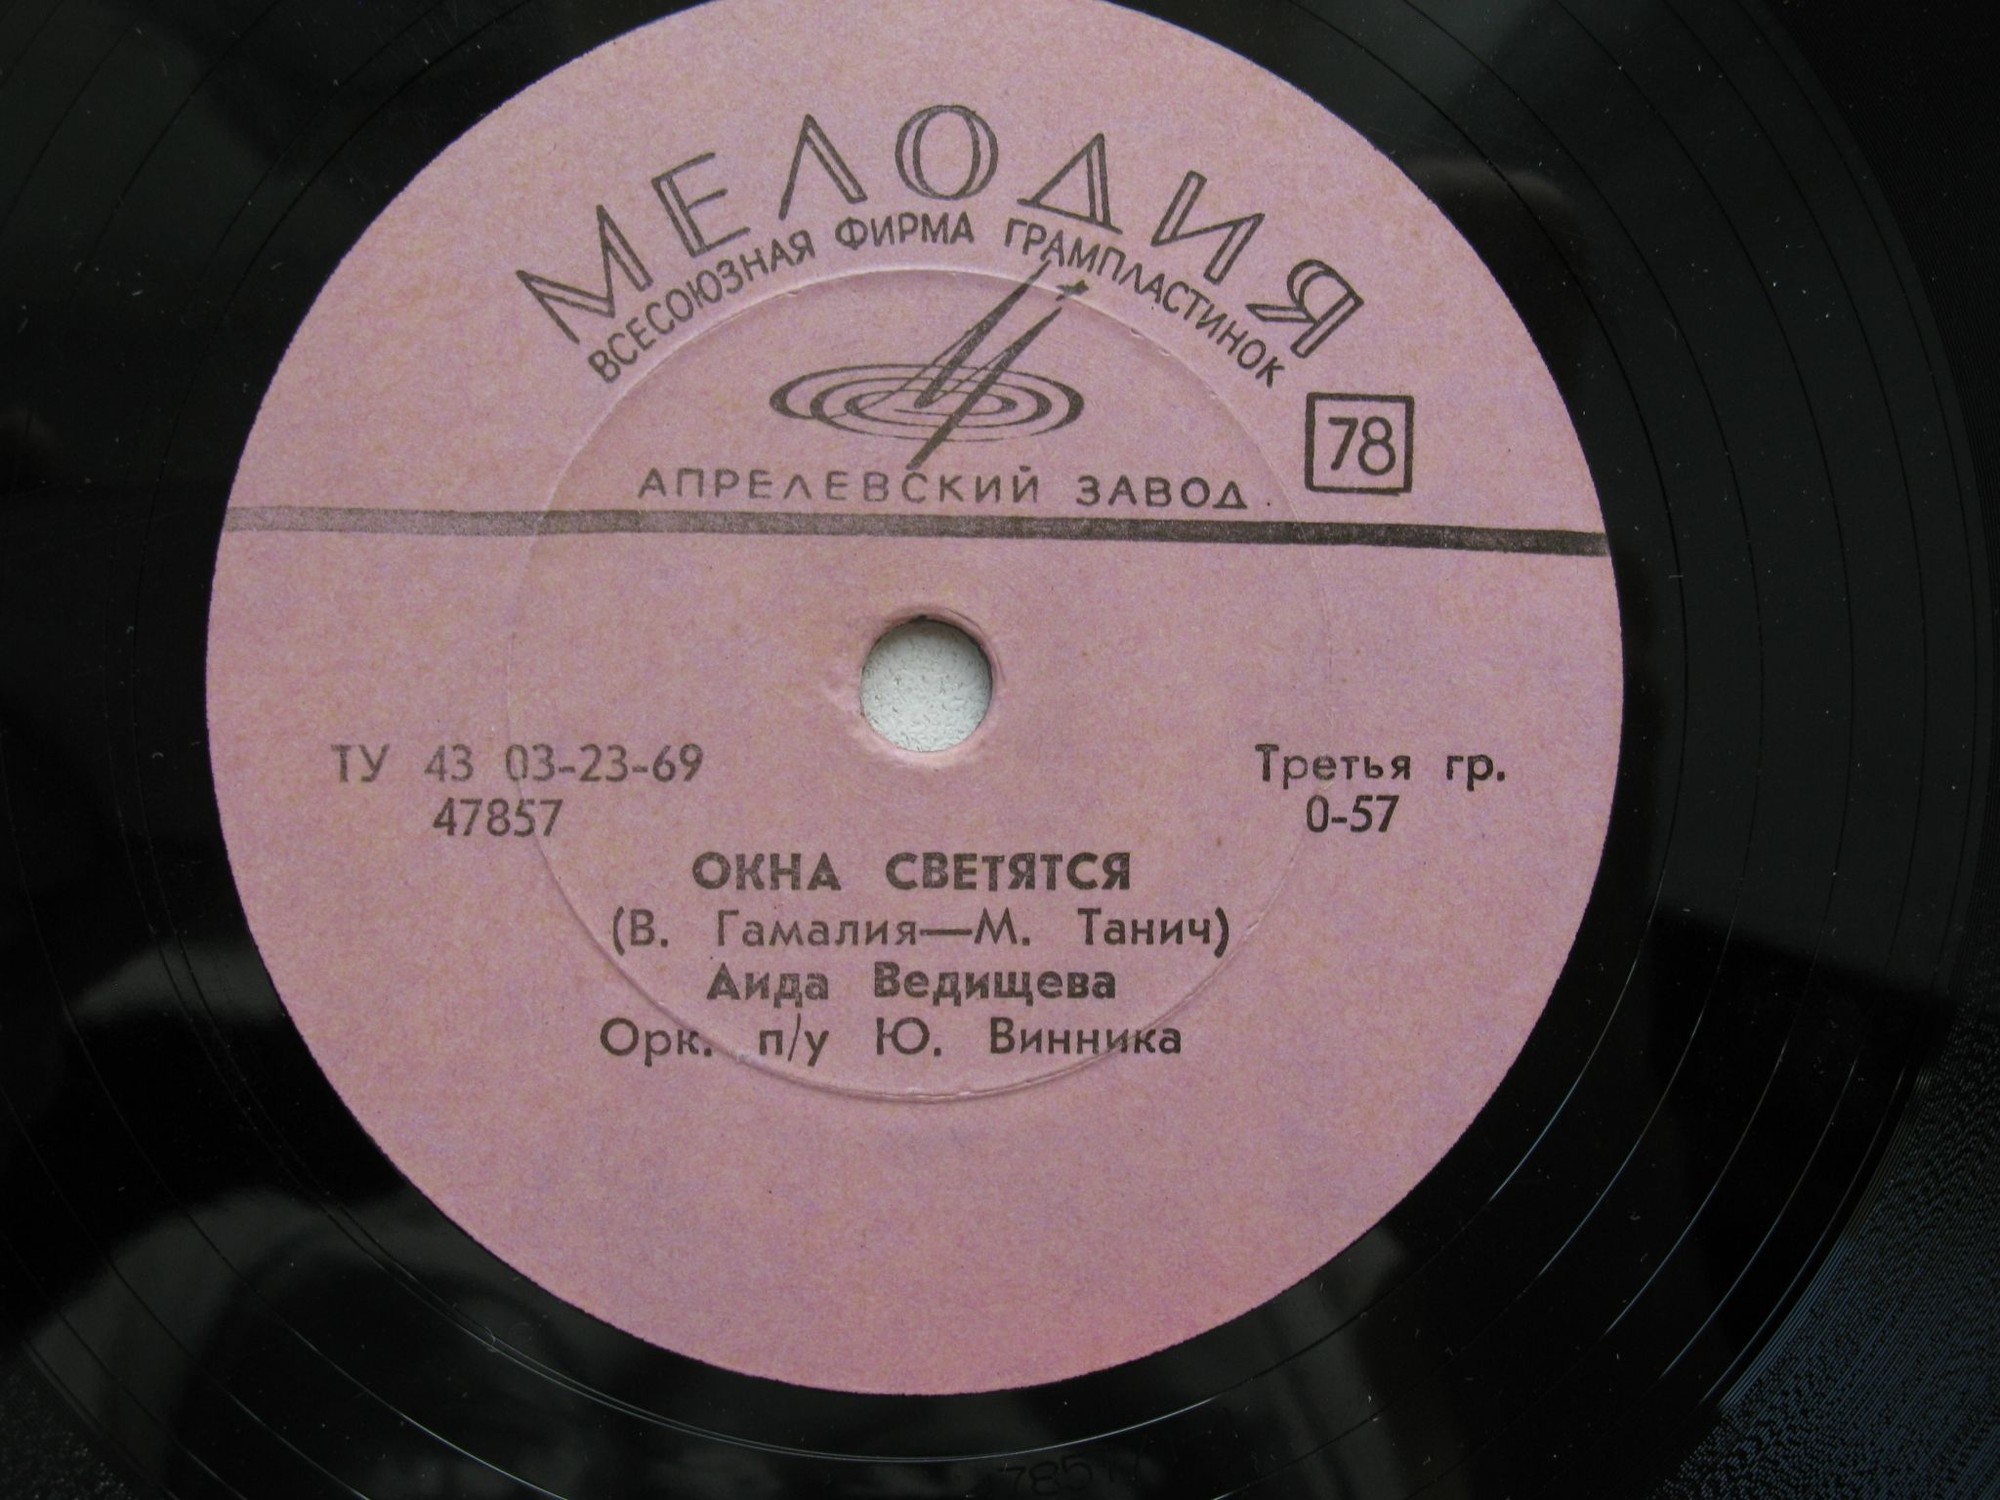 МЕЛОДИЯ
ВСЕСОЮЗНАЯ ФИРМА ГРАМПЛАСТИНОК
78
АПРЕЛЕВСКИЙ ЗАВОД
ТУ 43 03-23-69
47857
Третья гр.
0-57
ОКНА СВЕТЯТСЯ
(В. Гамалия—М. Танич)
Аида Ведищева
Орк. п/у Ю. Винника